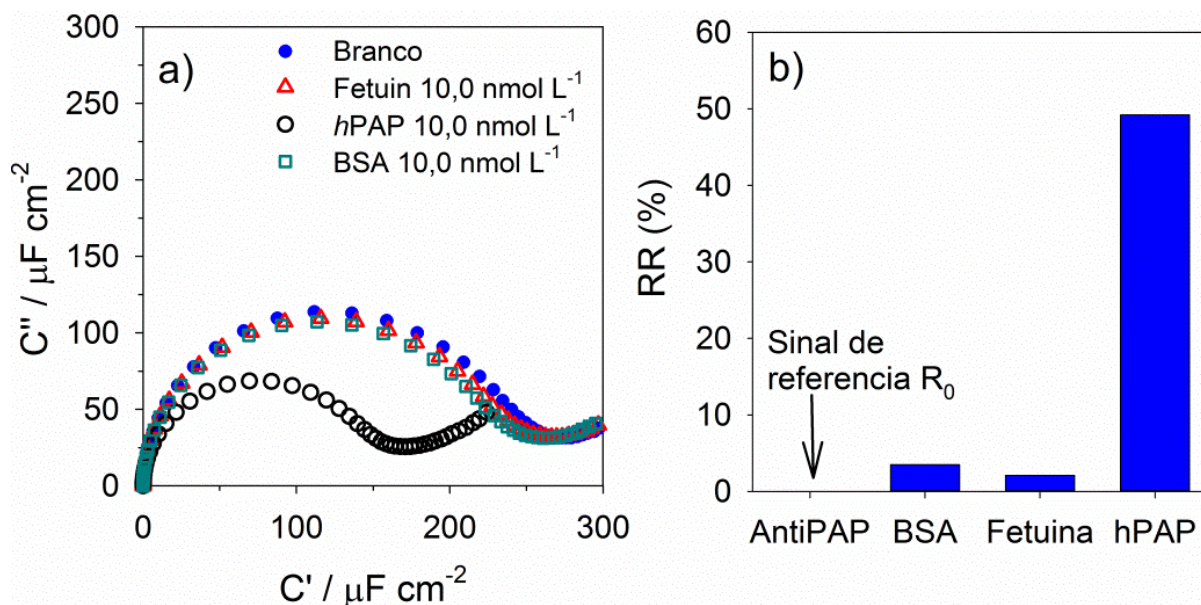 300
250
200
150
100
50
0
C'' / μF cm⁻²
a)
Branco
Fetuin 10,0 nmol L⁻¹
hPAP 10,0 nmol L⁻¹
BSA 10,0 nmol L⁻¹
0 100 200 300
C' / μF cm⁻²
60
50
40
30
20
10
0
RR (%)
b)
Sinal de
referencia R₀
AntiPAP BSA Fetuina hPAP